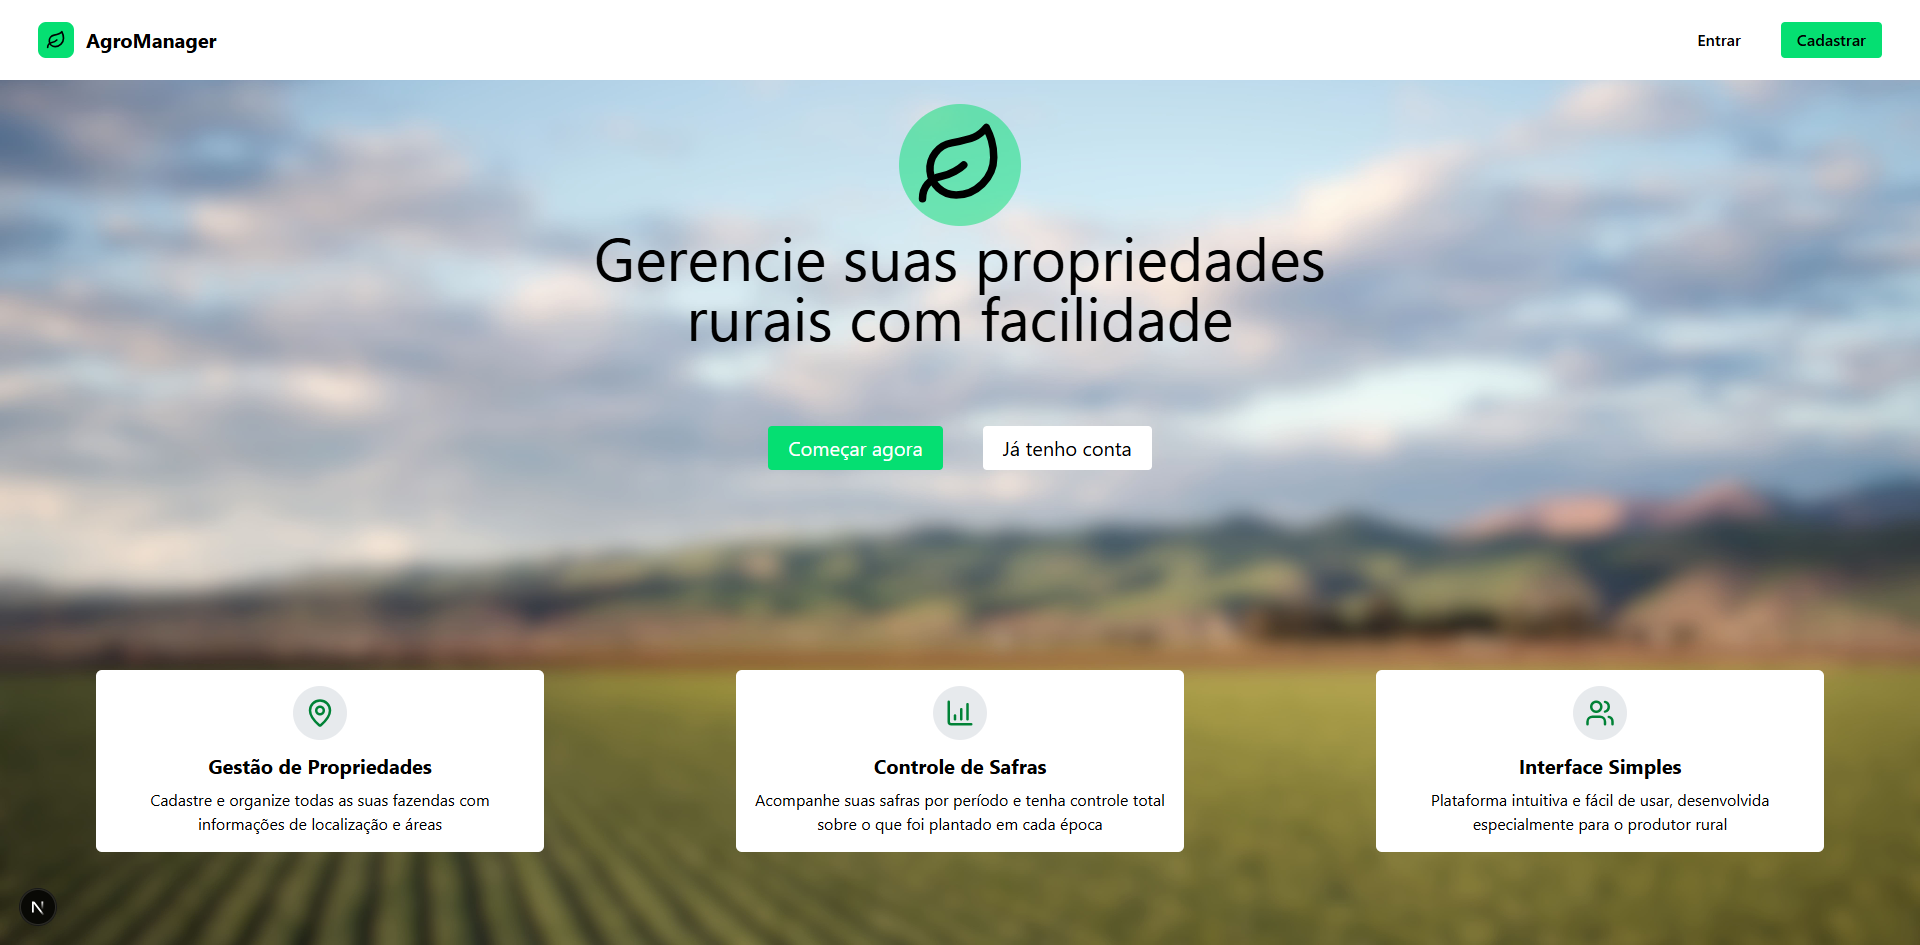 AgroManager
Entrar
Cadastrar
Gerencie suas propriedades
rurais com facilidade
Começar agora
Já tenho conta
Gestão de Propriedades
Cadastre e organize todas as suas fazendas com
informações de localização e áreas
Controle de Safras
Acompanhe suas safras por período e tenha controle total
sobre o que foi plantado em cada época
Interface Simples
Plataforma intuitiva e fácil de usar, desenvolvida
especialmente para o produtor rural
N